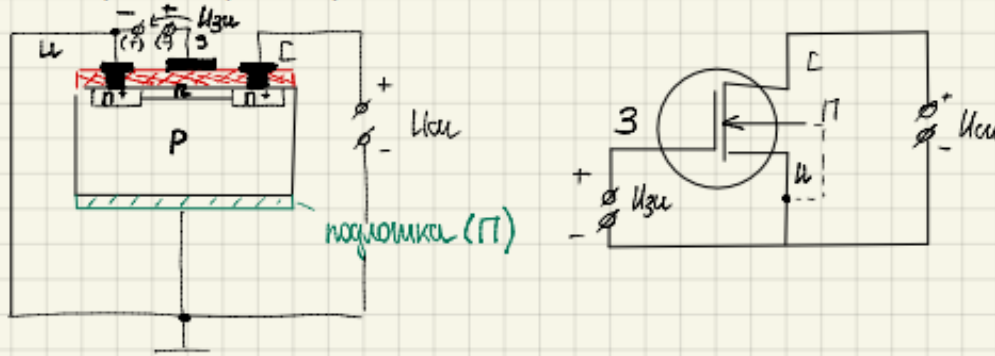 - + Uзи
И (+) (-) З С
n
n+ n+
P
+
Uси
-
подложка (П)
С
З П
+ Uси
-
И
+ Uзи
-